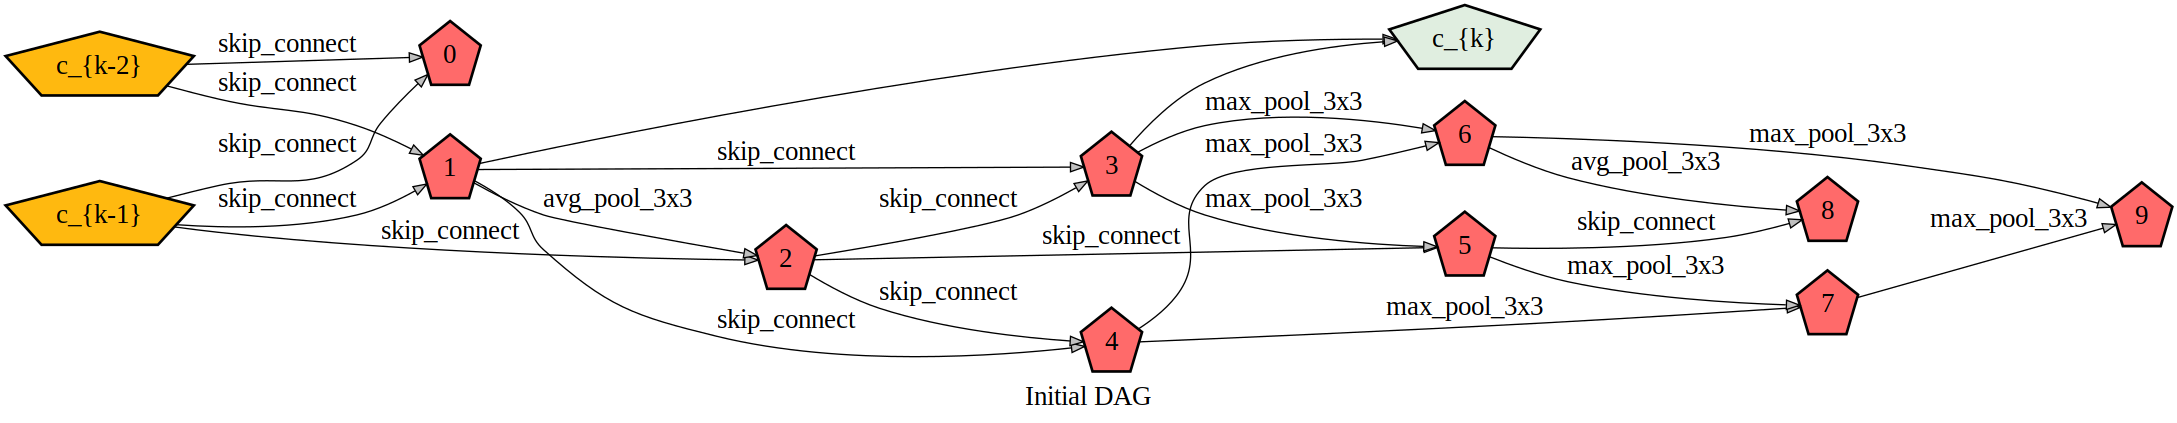 c_{k-2}
skip_connect
0
skip_connect
c_{k-1}
skip_connect
skip_connect
1
skip_connect
avg_pool_3x3
skip_connect
skip_connect
2
skip_connect
skip_connect
skip_connect
3
4
c_{k}
max_pool_3x3
max_pool_3x3
max_pool_3x3
max_pool_3x3
6
5
max_pool_3x3
avg_pool_3x3
skip_connect
max_pool_3x3
8
7
max_pool_3x3
9
Initial DAG